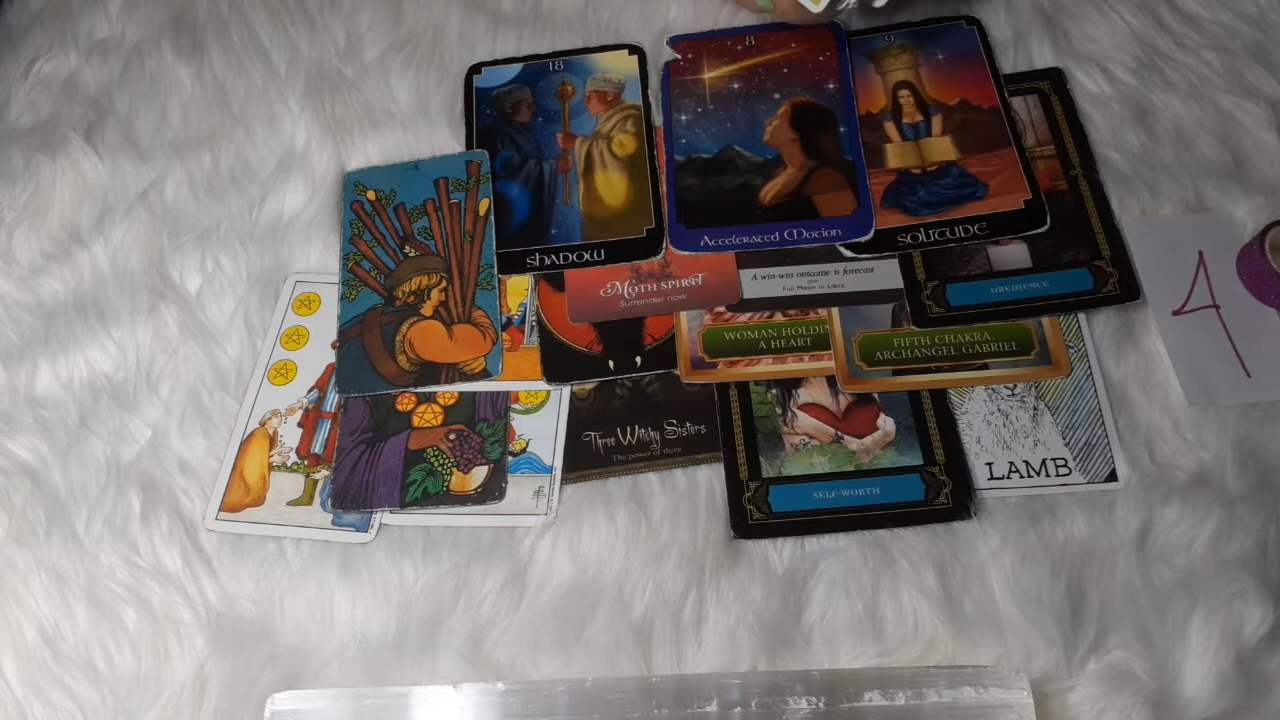 18
SHADOW
8
Accelerated Motion
9
SOLITUDE
X
MOTH SPIRIT
Surrender now
A win-win outcome is forecast
Full Moon in Libra
OBEDIENCE
WOMAN HOLDIN
A HEART
FIFTH CHAKRA,
ARCHANGEL GABRIEL
Three Witchy Sisters
The power of three
SELF-WORTH
LAMB
4